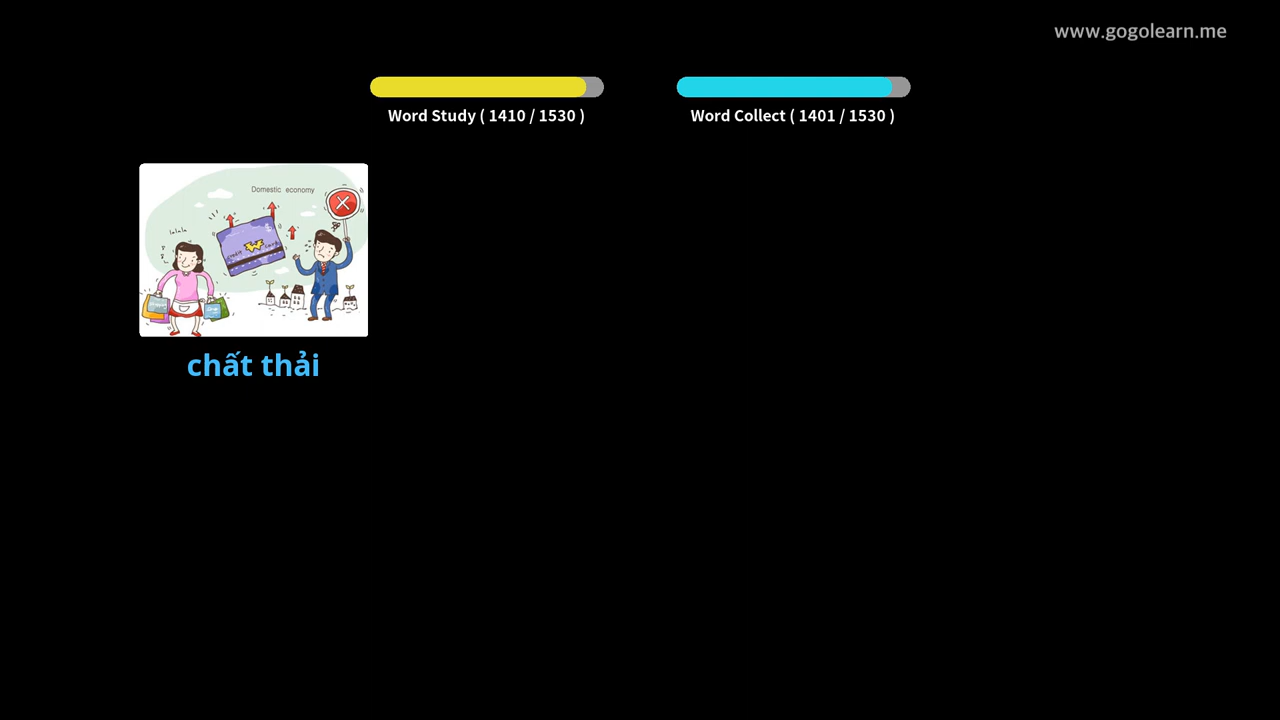 www.gogolearn.me
Word Study ( 1410 / 1530 )
Word Collect ( 1401 / 1530 )
Domestic economy
lalala
chất thải